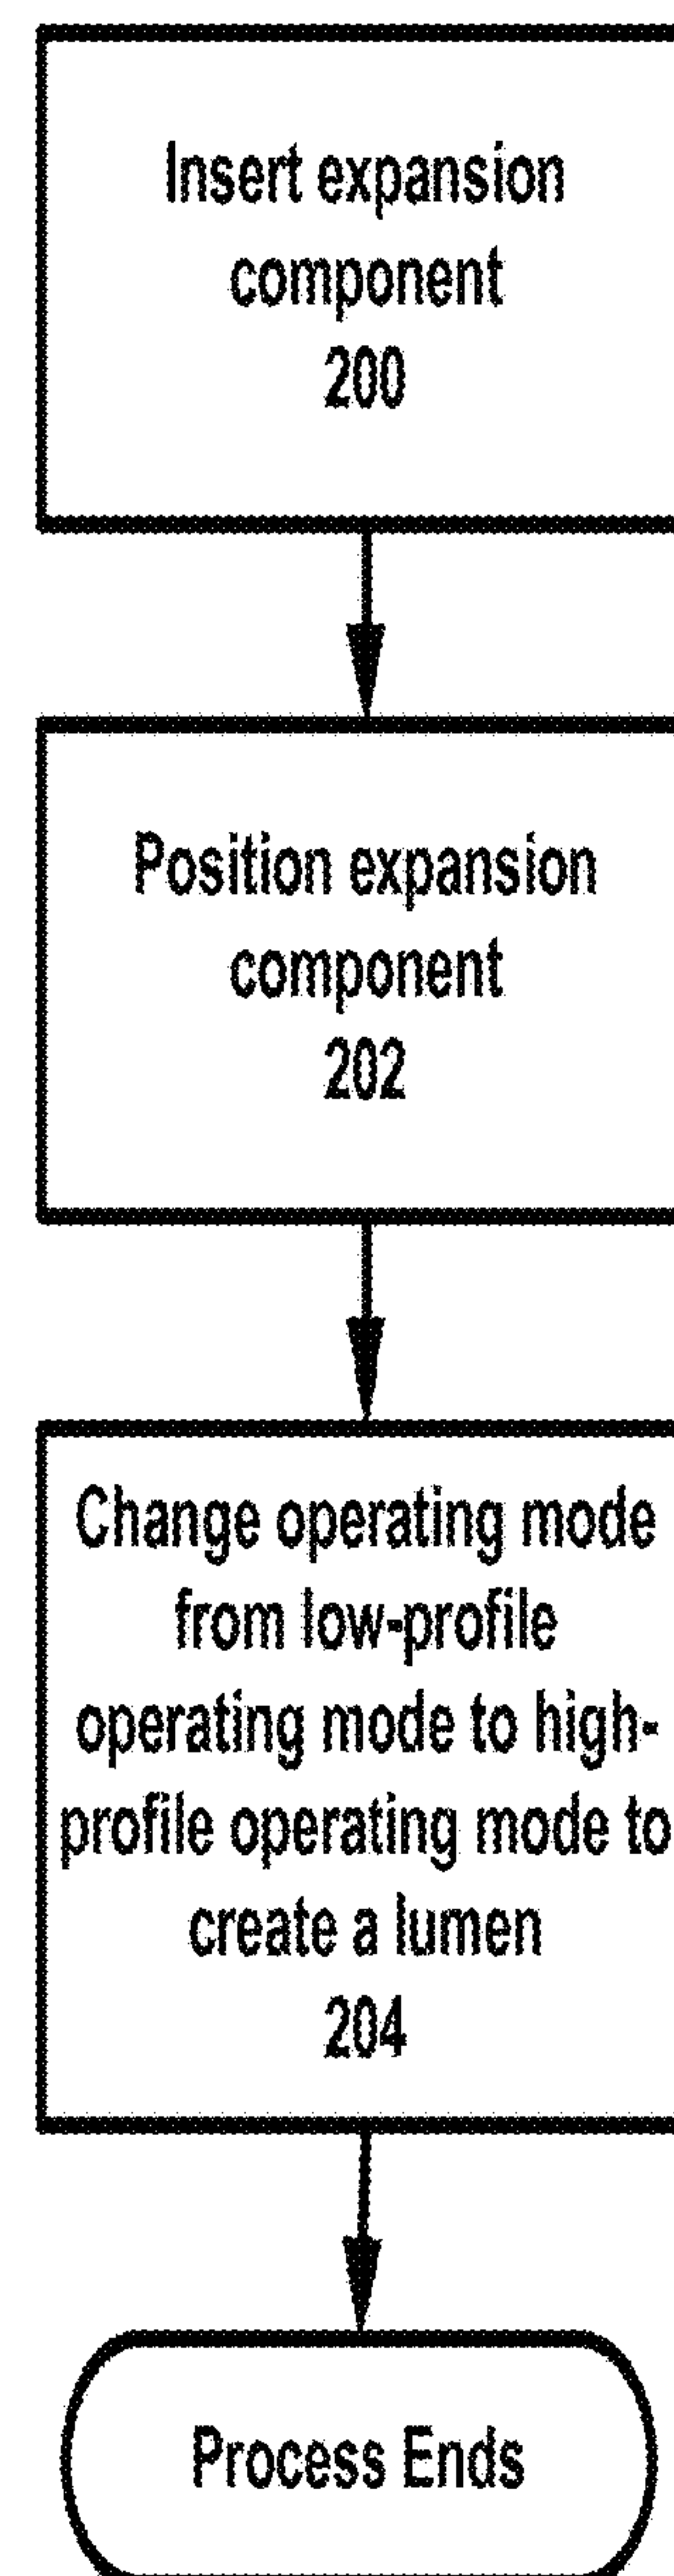 Insert expansion
component
200
Position expansion
component
202
Change operating mode
from low-profile
operating mode to high-
profile operating mode to
create a lumen
204
Process Ends